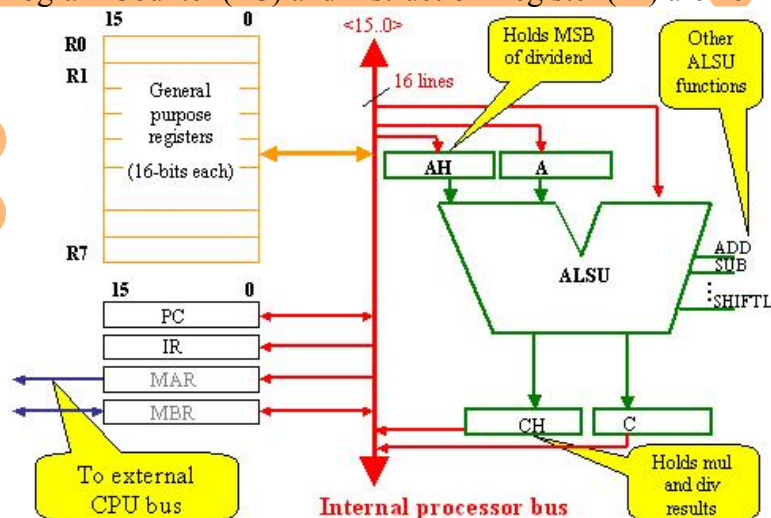 15 0
R0
R1
General
purpose
registers
(16-bits each)
R7
15 0
PC
IR
MAR
MBR
To external
CPU bus
<15..0>
16 lines
Holds MSB
of dividend
Other
ALSU
functions
AH
A
ALSU
ADD
SUB
SHIFTL
CH
C
Holds mul
and div
results
Internal processor bus